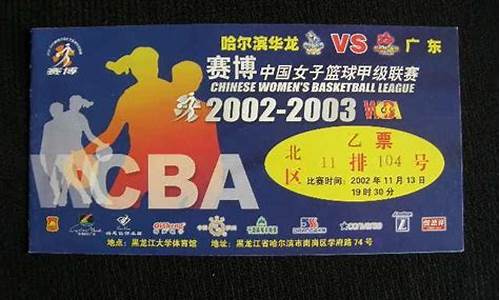 哈尔滨华龙 VS 广东
赛博
赛博 中国女子篮球甲级联赛
CHINESE WOMEN'S BASKETBALL LEAGUE
2002-2003
WCBA
乙票
北区 11 排 104 号
比赛时间:2002 年 11 月 13 日
19 时 30 分
converse
地点:黑龙江大学体育馆 地址:黑龙江省哈尔滨市南岗区学府路 74 号